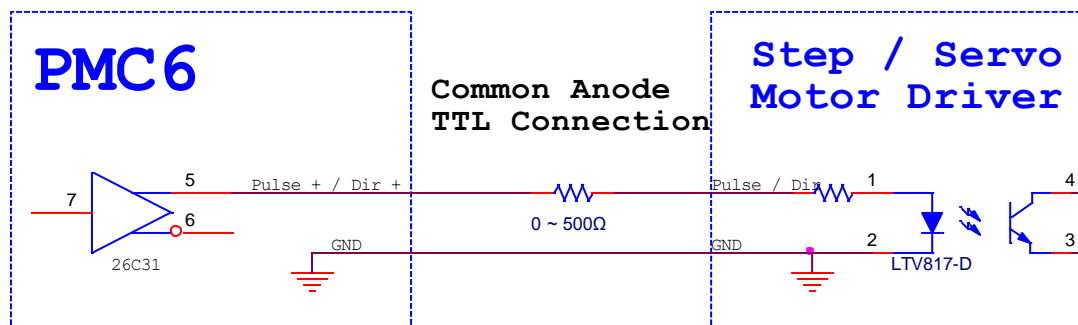 PMC6
Common Anode
TTL Connection
Step / Servo
Motor Driver
7
5
6
26C31
Pulse + / Dir +
GND
0 ~ 500Ω
Pulse / Dir
GND
1
2
LTV817-D
4
3